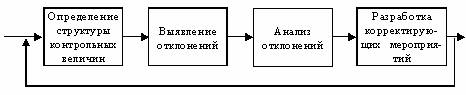 Определение
структуры
контрольных
величин
Выявление
отклонений
Анализ
отклонений
Разработка
корректирую-
щих мероприя-
тий